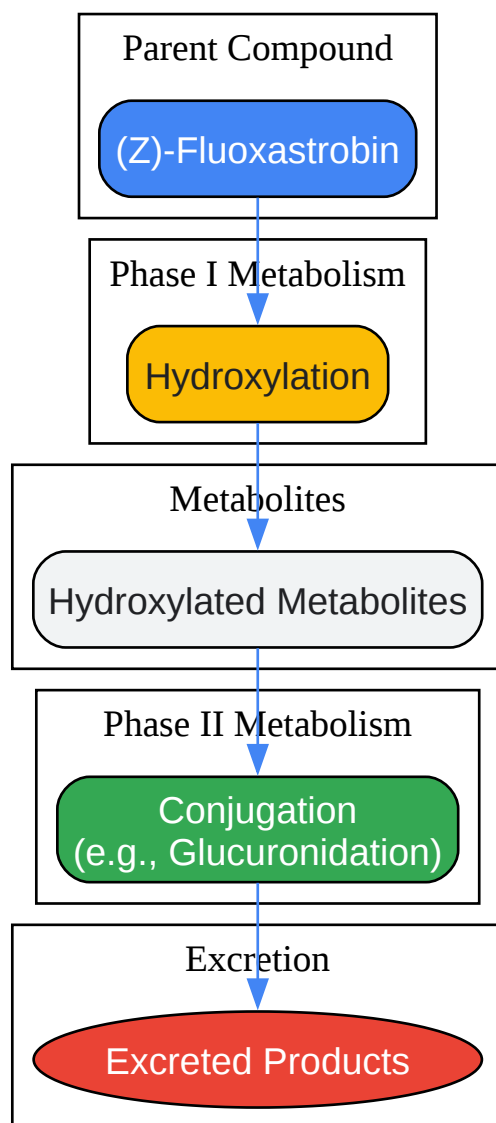 Parent Compound
(Z)-Fluoxastrobin
Phase I Metabolism
Hydroxylation
Metabolites
Hydroxylated Metabolites
Phase II Metabolism
Conjugation
(e.g., Glucuronidation)
Excretion
Excreted Products